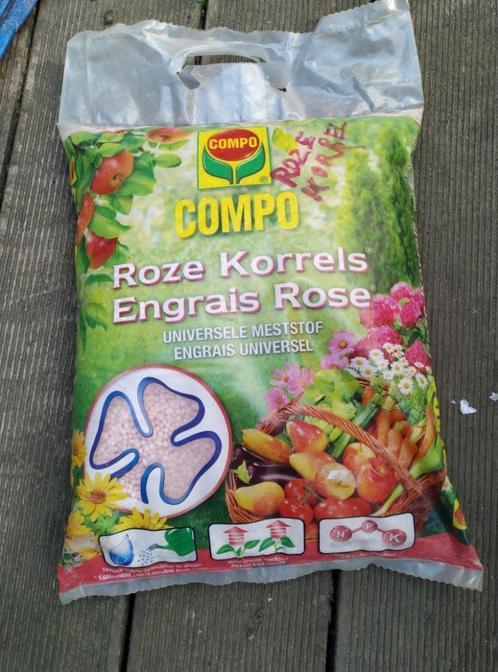 COMPO
ROZE
KORREL
COMPO
Roze Korrels®
Engrais Rose®
UNIVERSELE MESTSTOF
ENGRAIS UNIVERSEL
N P K